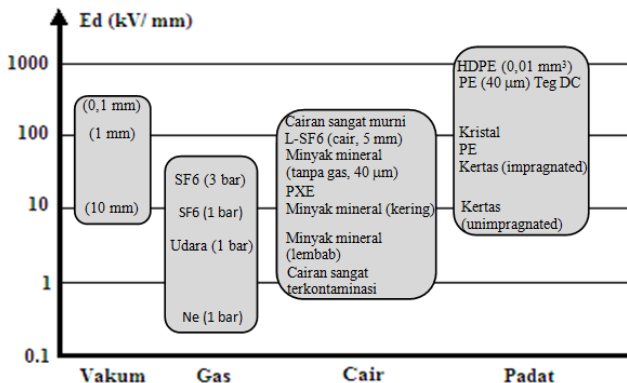 Ed (kV/ mm)
1000
100
10
1
0.1
(0,1 mm)
(1 mm)
(10 mm)
SF6 (3 bar)
SF6 (1 bar)
Udara (1 bar)
Ne (1 bar)
Cairan sangat murni
L-SF6 (cair, 5 mm)
Minyak mineral
(tanpa gas, 40 µm)
PXE
Minyak mineral (kering)
Minyak mineral
(lembab)
Cairan sangat
terkontaminasi
HDPE (0,01 mm³)
PE (40 µm) Teg DC
Kristal
PE
Kertas (impragnated)
Kertas
(unimpragnated)
Vakum
Gas
Cair
Padat